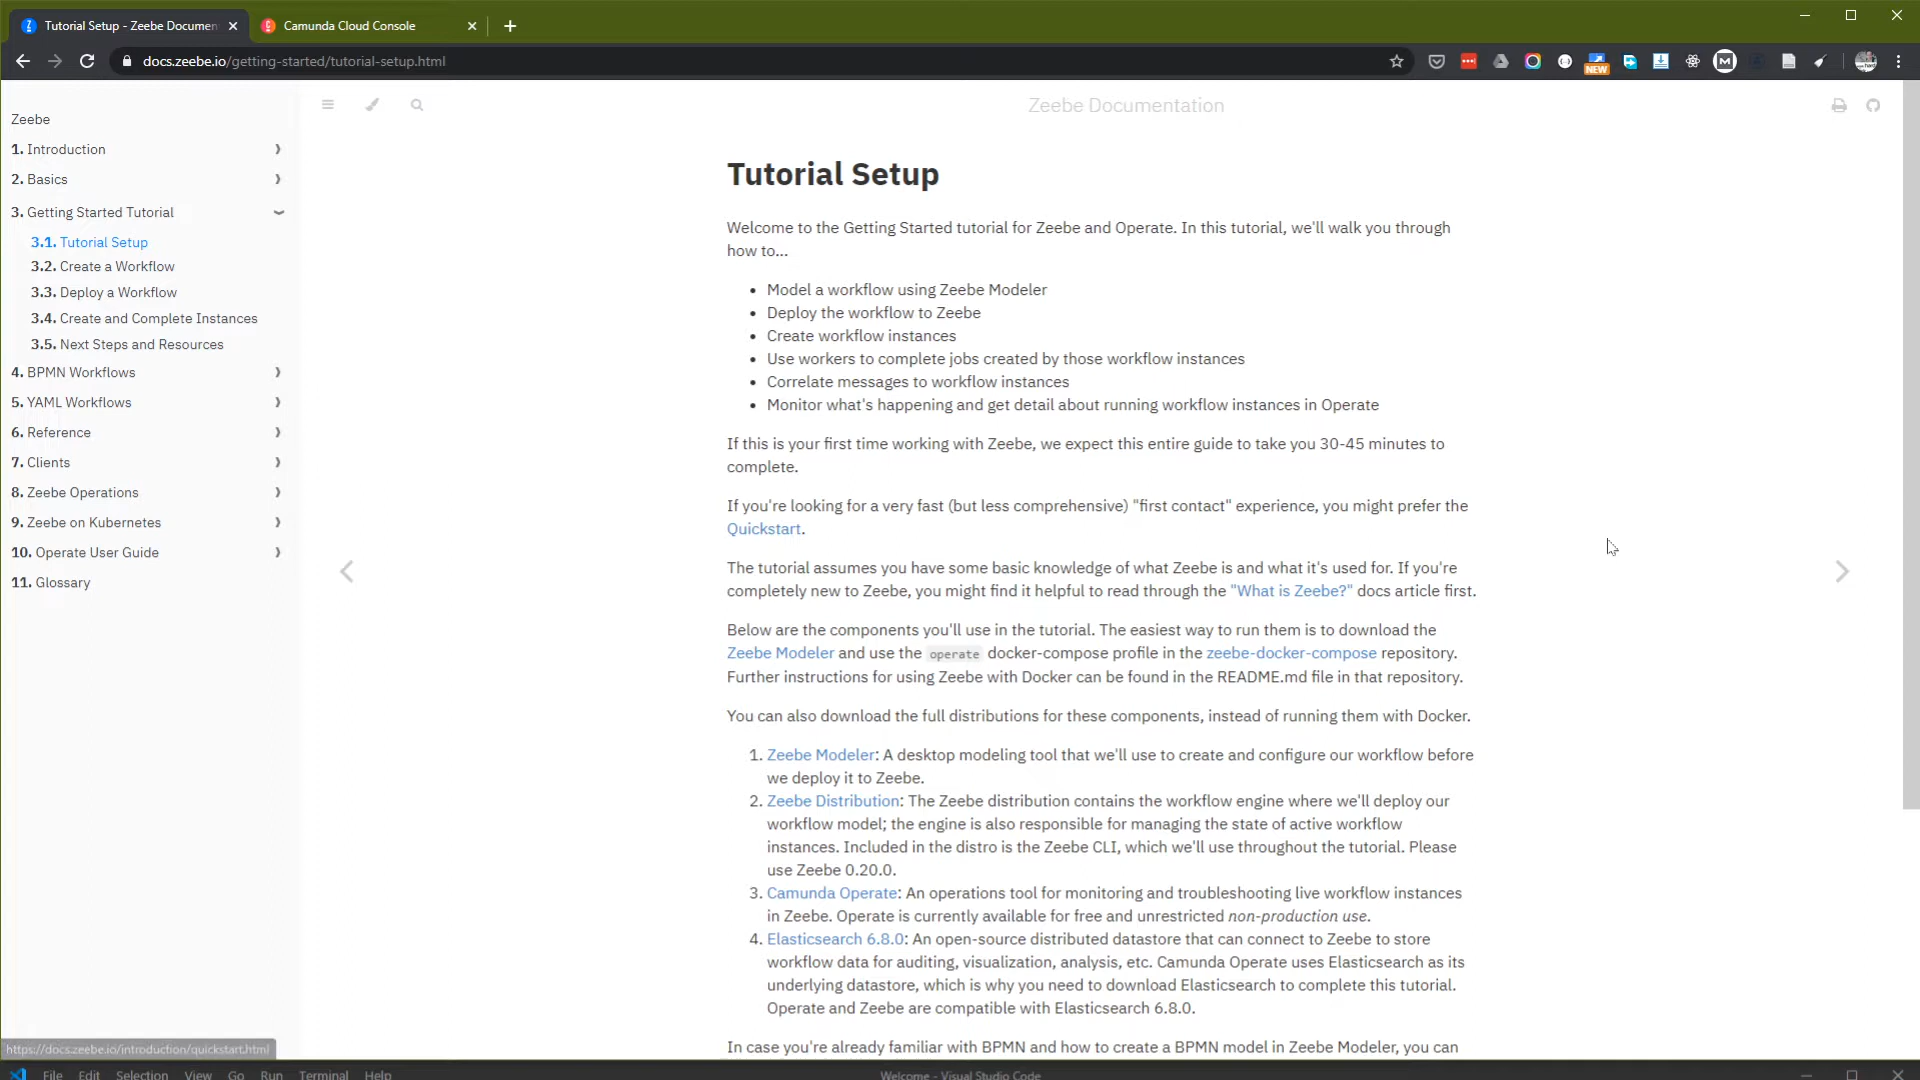 Tutorial Setup - Zeebe Documen
Camunda Cloud Console
docs.zeebe.io/getting-started/tutorial-setup.html
NEW
M
Zeebe
1. Introduction
2. Basics
3. Getting Started Tutorial
3.1. Tutorial Setup
3.2. Create a Workflow
3.3. Deploy a Workflow
3.4. Create and Complete Instances
3.5. Next Steps and Resources
4. BPMN Workflows
5. YAML Workflows
6. Reference
7. Clients
8. Zeebe Operations
9. Zeebe on Kubernetes
10. Operate User Guide
11. Glossary
Zeebe Documentation
Tutorial Setup
Welcome to the Getting Started tutorial for Zeebe and Operate. In this tutorial, we'll walk you through
how to...
• Model a workflow using Zeebe Modeler
• Deploy the workflow to Zeebe
• Create workflow instances
• Use workers to complete jobs created by those workflow instances
• Correlate messages to workflow instances
• Monitor what's happening and get detail about running workflow instances in Operate
If this is your first time working with Zeebe, we expect this entire guide to take you 30-45 minutes to
complete.
If you're looking for a very fast (but less comprehensive) "first contact" experience, you might prefer the
Quickstart.
The tutorial assumes you have some basic knowledge of what Zeebe is and what it's used for. If you're
completely new to Zeebe, you might find it helpful to read through the "What is Zeebe?" docs article first.
Below are the components you'll use in the tutorial. The easiest way to run them is to download the
Zeebe Modeler and use the operate docker-compose profile in the zeebe-docker-compose repository.
Further instructions for using Zeebe with Docker can be found in the README.md file in that repository.
You can also download the full distributions for these components, instead of running them with Docker.
1. Zeebe Modeler: A desktop modeling tool that we'll use to create and configure our workflow before
we deploy it to Zeebe.
2. Zeebe Distribution: The Zeebe distribution contains the workflow engine where we'll deploy our
workflow model; the engine is also responsible for managing the state of active workflow
instances. Included in the distro is the Zeebe CLI, which we'll use throughout the tutorial. Please
use Zeebe 0.20.0.
3. Camunda Operate: An operations tool for monitoring and troubleshooting live workflow instances
in Zeebe. Operate is currently available for free and unrestricted non-production use.
4. Elasticsearch 6.8.0: An open-source distributed datastore that can connect to Zeebe to store
workflow data for auditing, visualization, analysis, etc. Camunda Operate uses Elasticsearch as its
underlying datastore, which is why you need to download Elasticsearch to complete this tutorial.
Operate and Zeebe are compatible with Elasticsearch 6.8.0.
In case you're already familiar with BPMN and how to create a BPMN model in Zeebe Modeler, you can
https://docs.zeebe.io/introduction/quickstart.html
File Edit Selection View Go Run Terminal Help
Welcome - Visual Studio Code